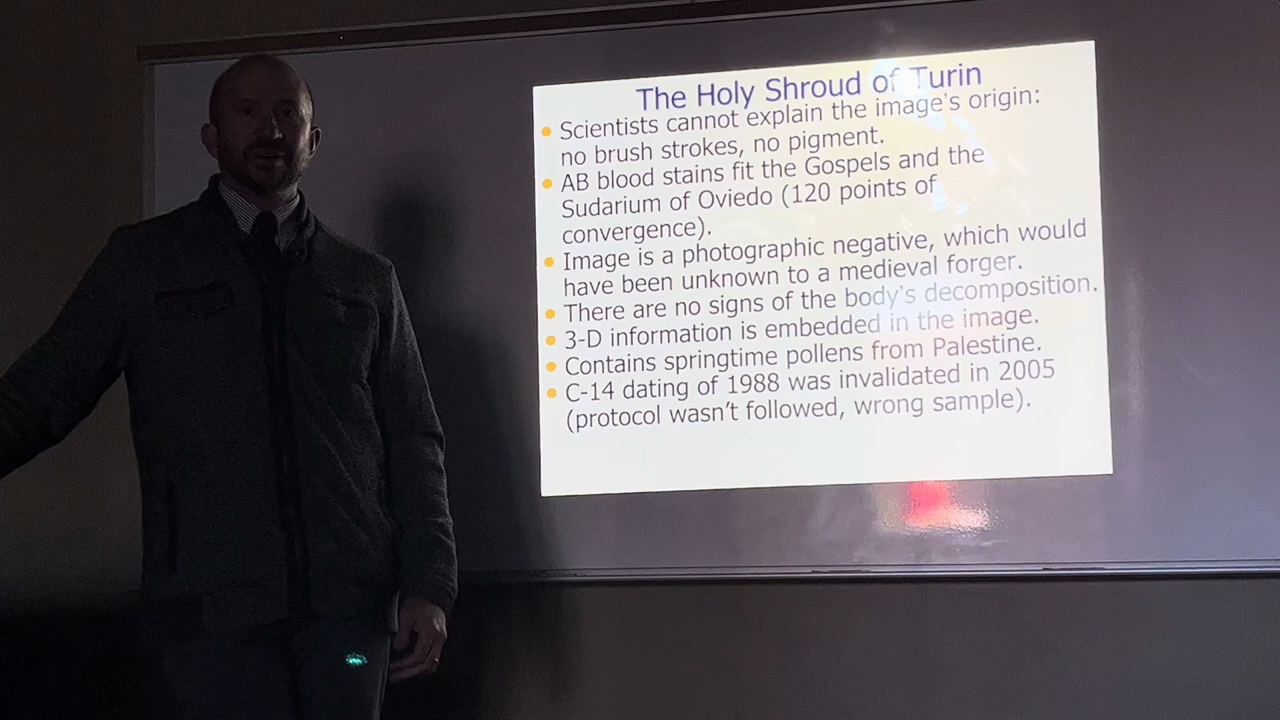 The Holy Shroud of Turin
• Scientists cannot explain the image's origin:
no brush strokes, no pigment.
• AB blood stains fit the Gospels and the
Sudarium of Oviedo (120 points of
convergence).
• Image is a photographic negative, which would
have been unknown to a medieval forger.
• There are no signs of the body's decomposition.
• 3-D information is embedded in the image.
• Contains springtime pollens from Palestine.
• C-14 dating of 1988 was invalidated in 2005
(protocol wasn't followed, wrong sample).